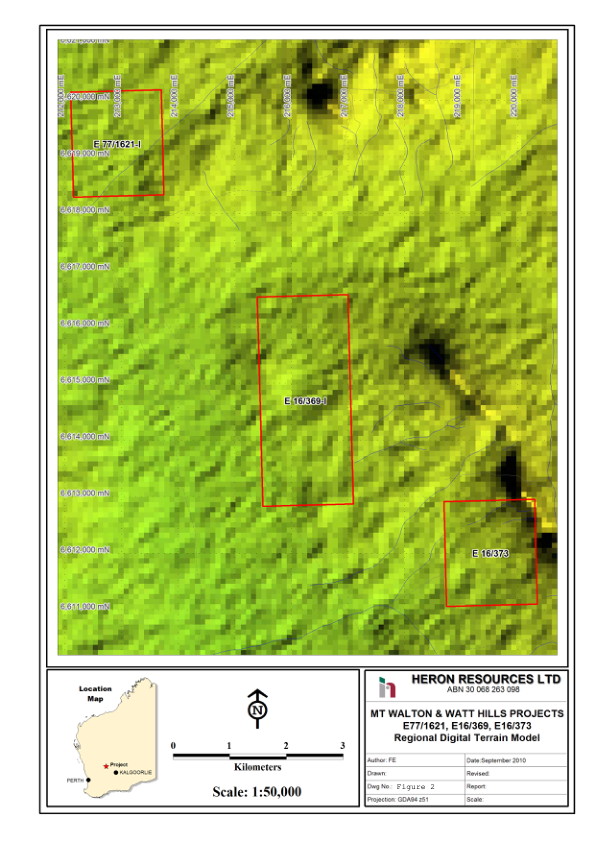 6,621,000 mN
212,000 mE
213,000 mE
214,000 mE
215,000 mE
216,000 mE
217,000 mE
218,000 mE
219,000 mE
220,000 mE
6,620,000 mN
E 77/1621-I
6,619,000 mN
6,618,000 mN
6,617,000 mN
6,616,000 mN
6,615,000 mN
E 16/369-I
6,614,000 mN
6,613,000 mN
6,612,000 mN
E 16/373
6,611,000 mN
Location
Map
Project
KALGOORLIE
PERTH
N
0 1 2 3
Kilometers
Scale: 1:50,000
HERON RESOURCES LTD
ABN 30 068 263 098
MT WALTON & WATT HILLS PROJECTS
E77/1621, E16/369, E16/373
Regional Digital Terrain Model
Author: FE Date: September 2010
Drawn: Revised:
Dwg No.: Figure 2 Report:
Projection: GDA94 z51 Scale: